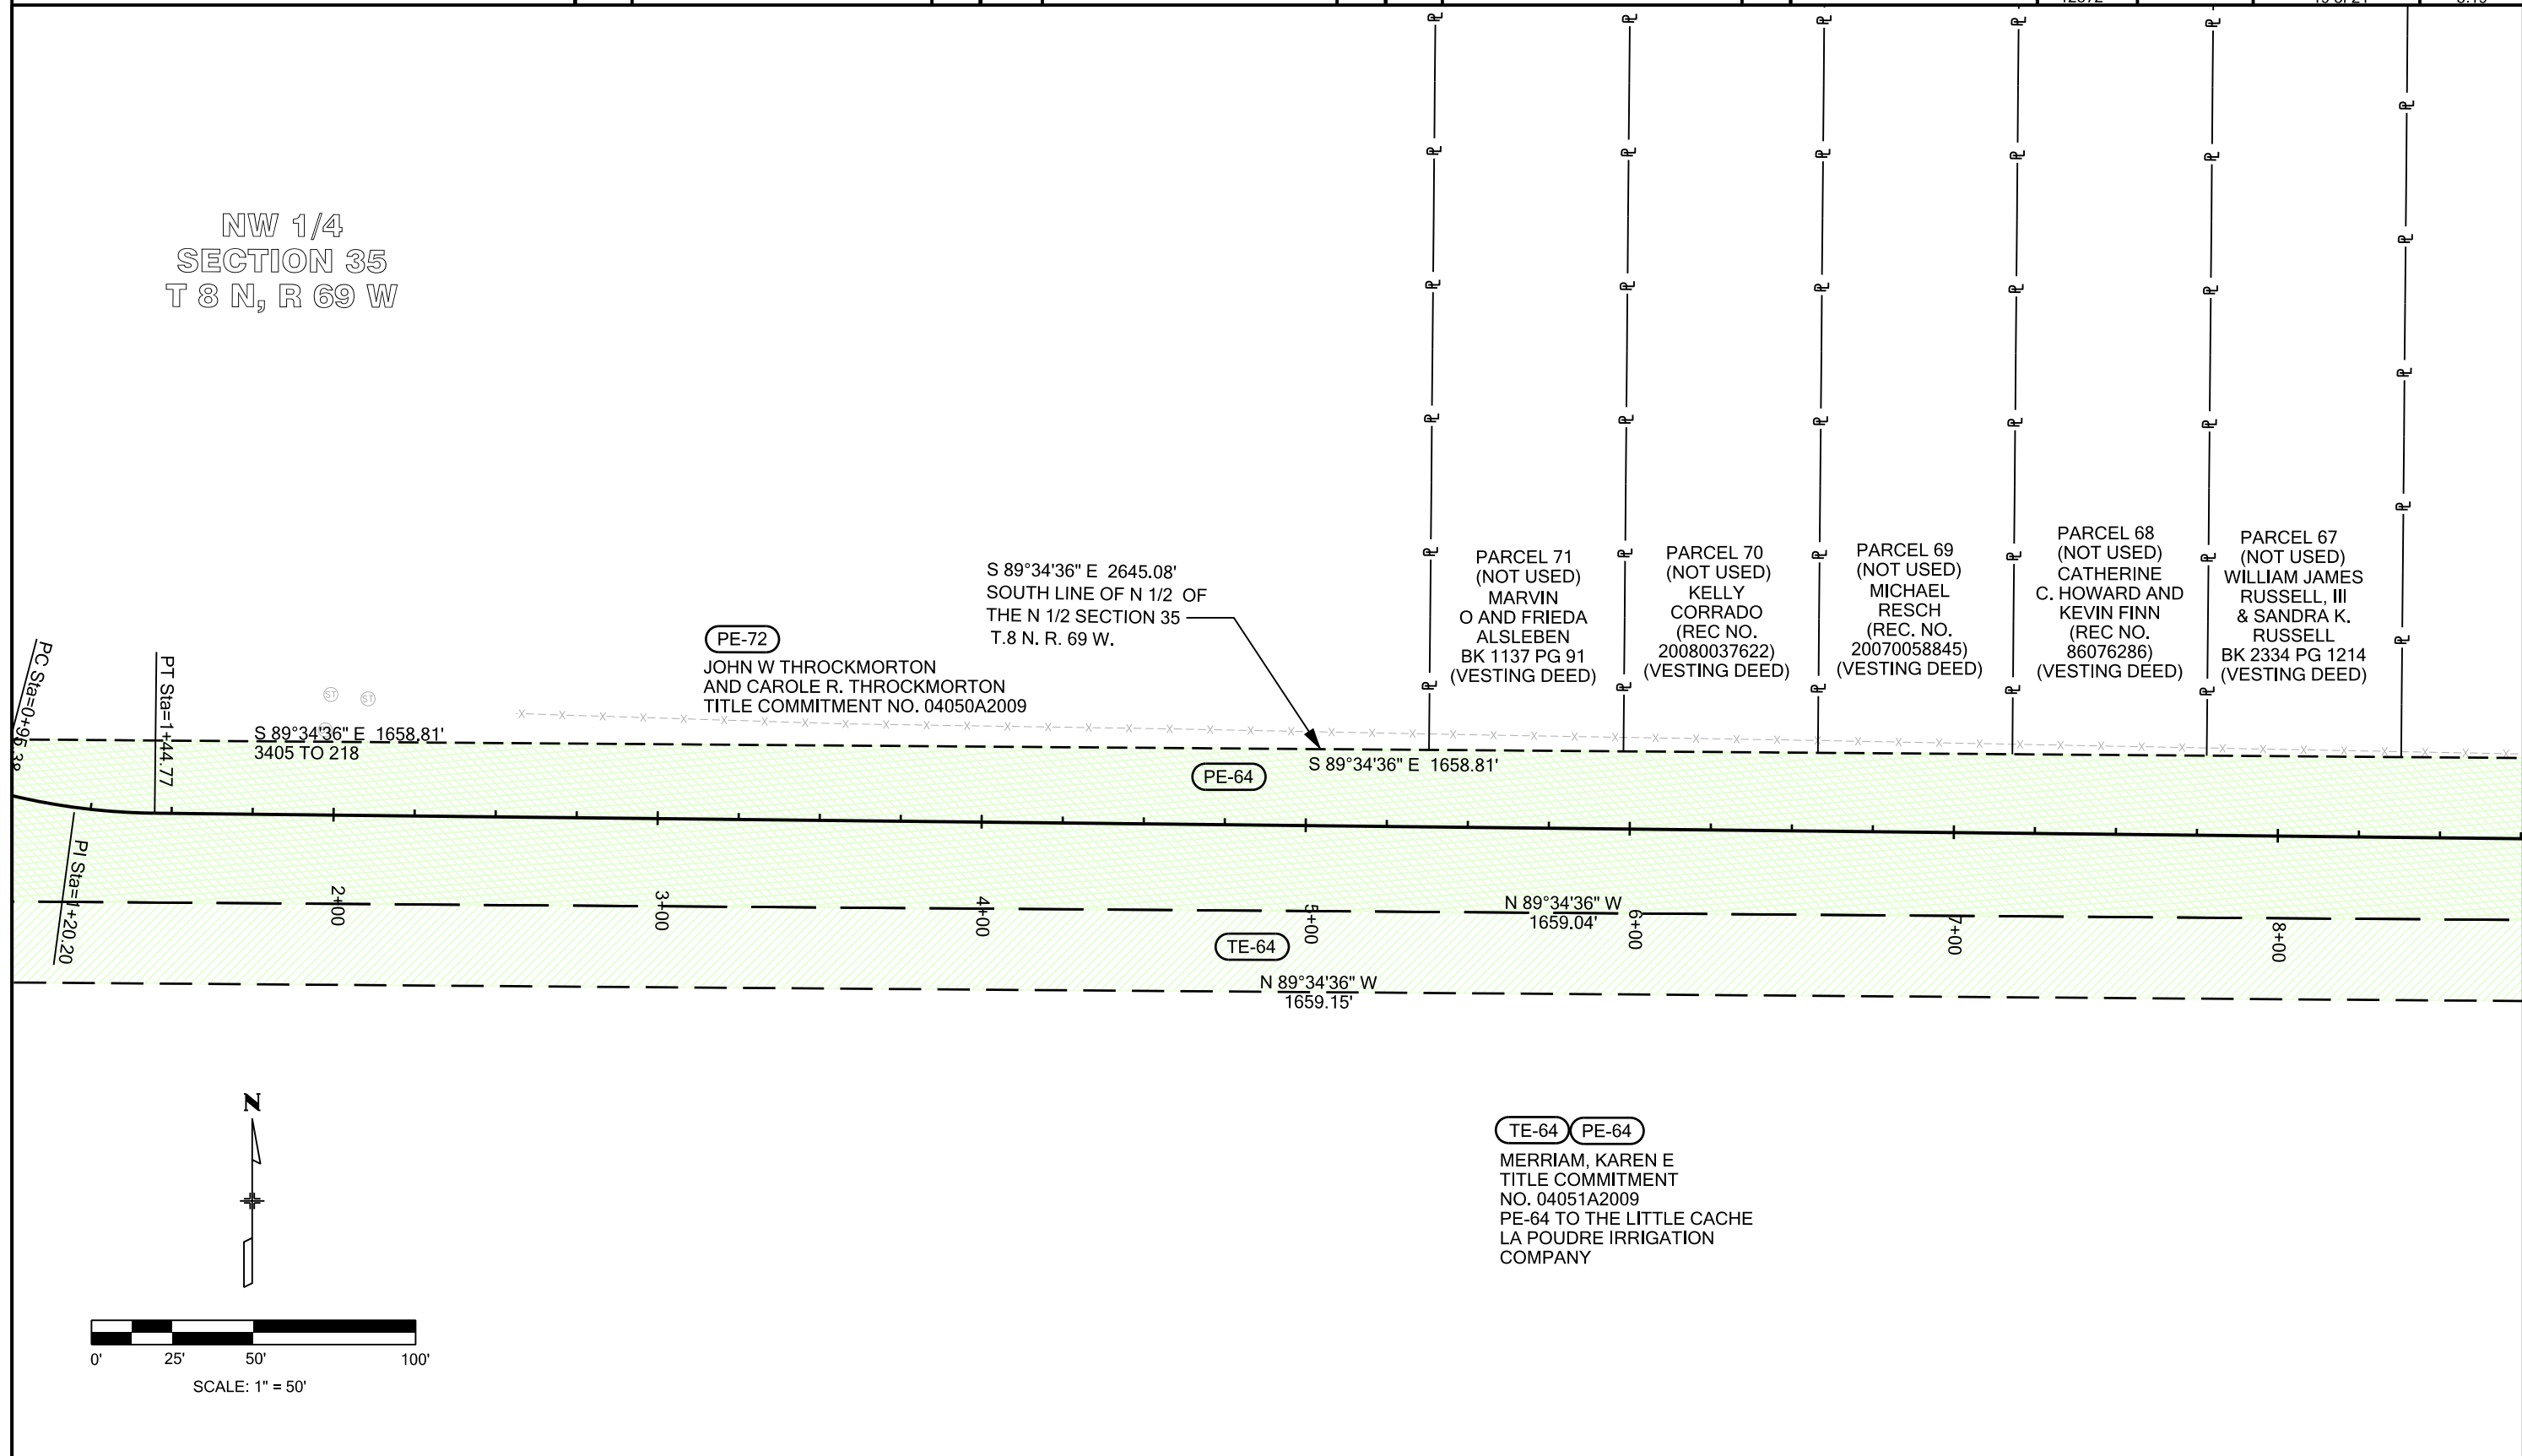 NW 1/4
SECTION 35
T 8 N, R 69 W
S 89°34'36" E 2645.08'
SOUTH LINE OF N 1/2 OF
THE N 1/2 SECTION 35
T.8 N. R. 69 W.
PE-72
JOHN W THROCKMORTON
AND CAROLE R. THROCKMORTON
TITLE COMMITMENT NO. 04050A2009
PARCEL 71
(NOT USED)
MARVIN
O AND FRIEDA
ALSLEBEN
BK 1137 PG 91
(VESTING DEED)
PARCEL 70
(NOT USED)
KELLY
CORRADO
(REC NO.
20080037622)
(VESTING DEED)
PARCEL 69
(NOT USED)
MICHAEL
RESCH
(REC. NO.
20070058845)
(VESTING DEED)
PARCEL 68
(NOT USED)
CATHERINE
C. HOWARD AND
KEVIN FINN
(REC NO.
86076286)
(VESTING DEED)
PARCEL 67
(NOT USED)
WILLIAM JAMES
RUSSELL, III
& SANDRA K.
RUSSELL
BK 2334 PG 1214
(VESTING DEED)
PC Sta=0+95.38
PT Sta=1+44.77
PI Sta=1+20.20
ST
ST
S 89°34'36" E 1658.81'
3405 TO 218
PE-64
S 89°34'36" E 1658.81'
2+00
3+00
4+00
5+00
6+00
7+00
8+00
N 89°34'36" W
1659.04'
TE-64
N 89°34'36" W
1659.15'
N
0' 25' 50' 100'
SCALE: 1" = 50'
TE-64 PE-64
MERRIAM, KAREN E
TITLE COMMITMENT
NO. 04051A2009
PE-64 TO THE LITTLE CACHE
LA POUDRE IRRIGATION
COMPANY